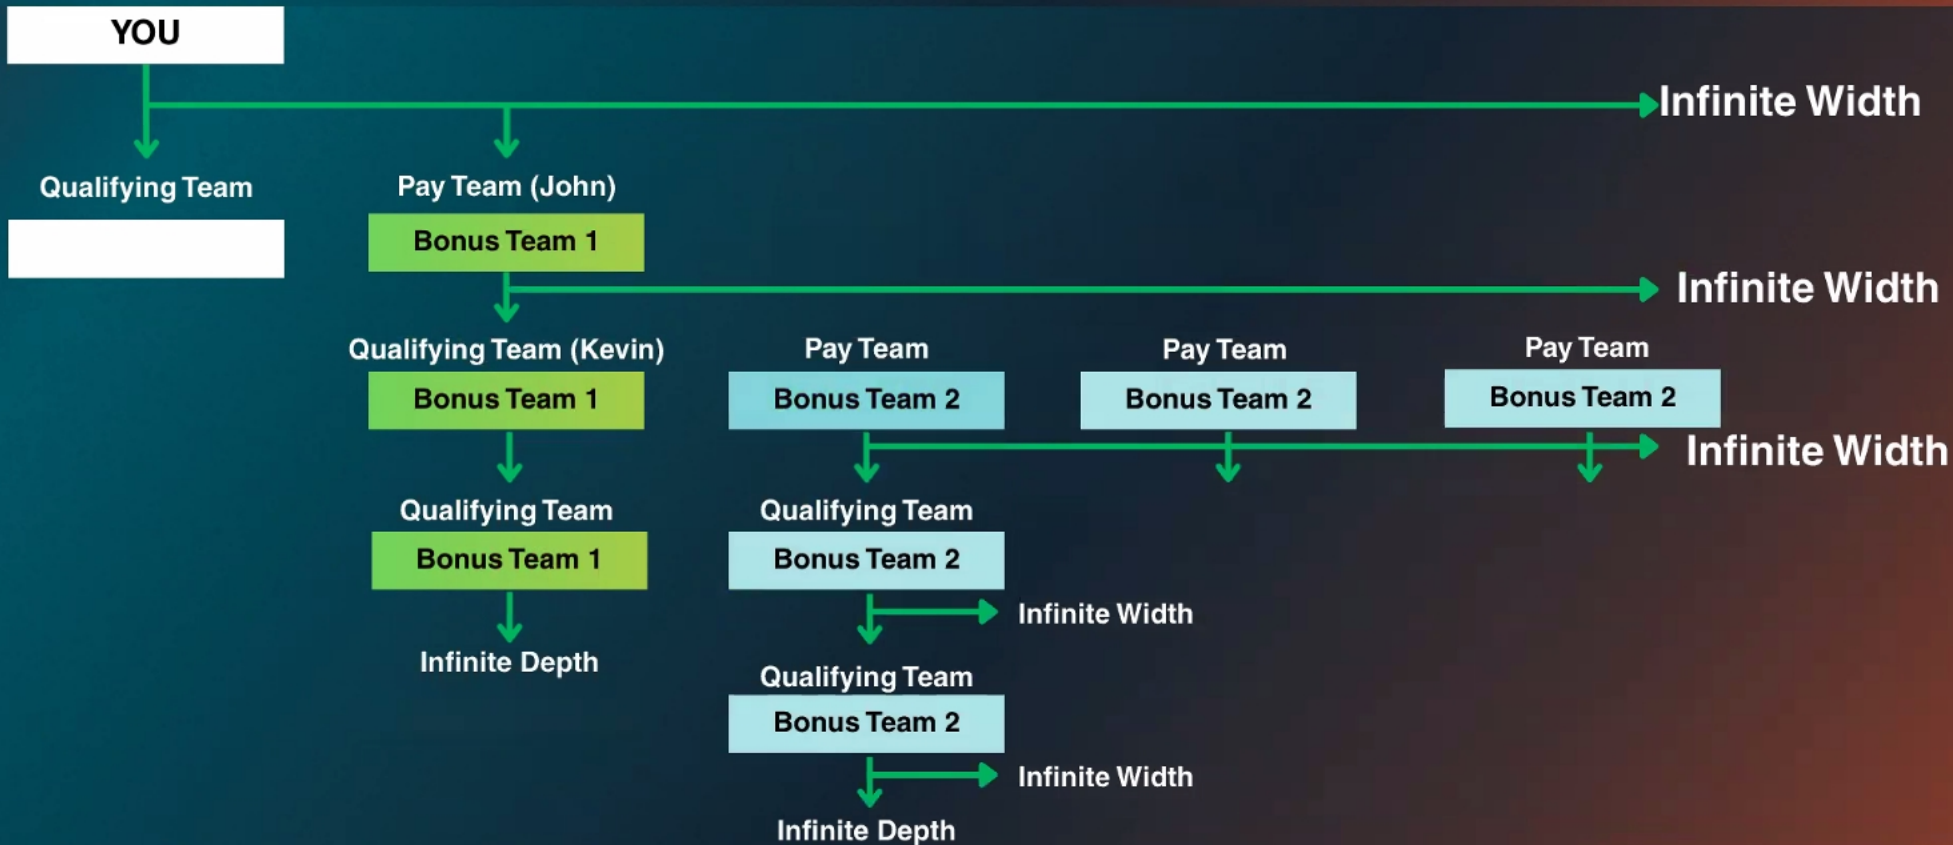 YOU
Infinite Width
Qualifying Team
Pay Team (John)
Bonus Team 1
Infinite Width
Qualifying Team (Kevin)
Pay Team
Pay Team
Pay Team
Bonus Team 1
Bonus Team 2
Bonus Team 2
Bonus Team 2
Infinite Width
Qualifying Team
Qualifying Team
Bonus Team 1
Bonus Team 2
Infinite Width
Infinite Depth
Qualifying Team
Bonus Team 2
Infinite Width
Infinite Depth